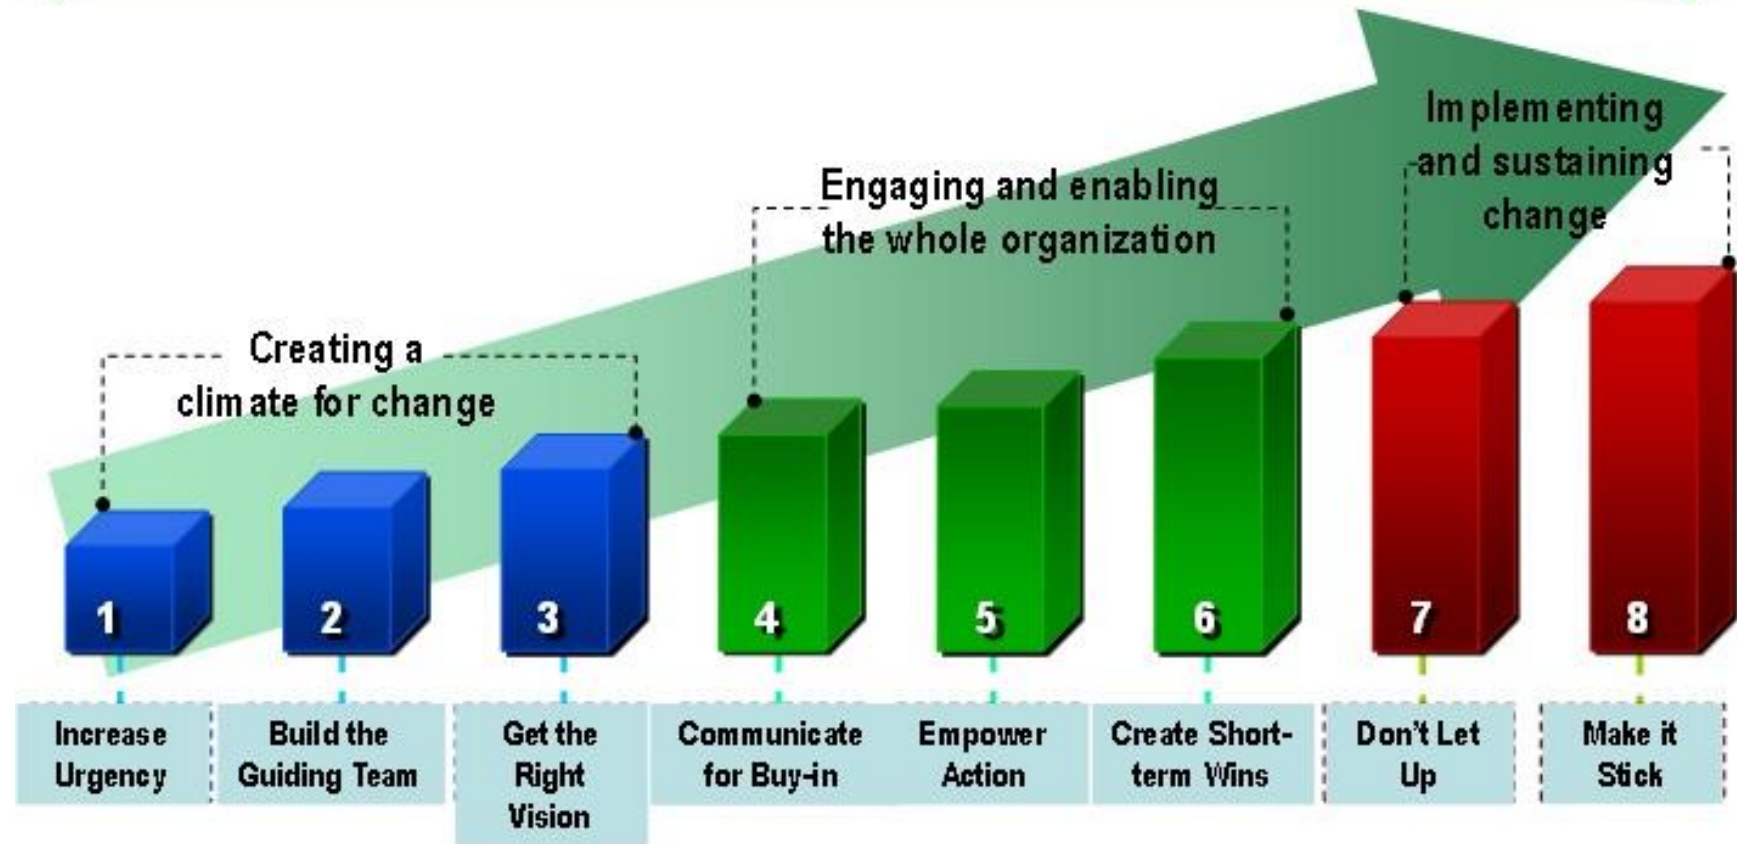 Implementing
and sustaining
change
Engaging and enabling
the whole organization
Creating a
climate for change
1
2
3
4
5
6
7
8
Increase
Urgency
Build the
Guiding Team
Get the
Right
Vision
Communicate
for Buy-in
Empower
Action
Create Short-
term Wins
Don't Let
Up
Make it
Stick